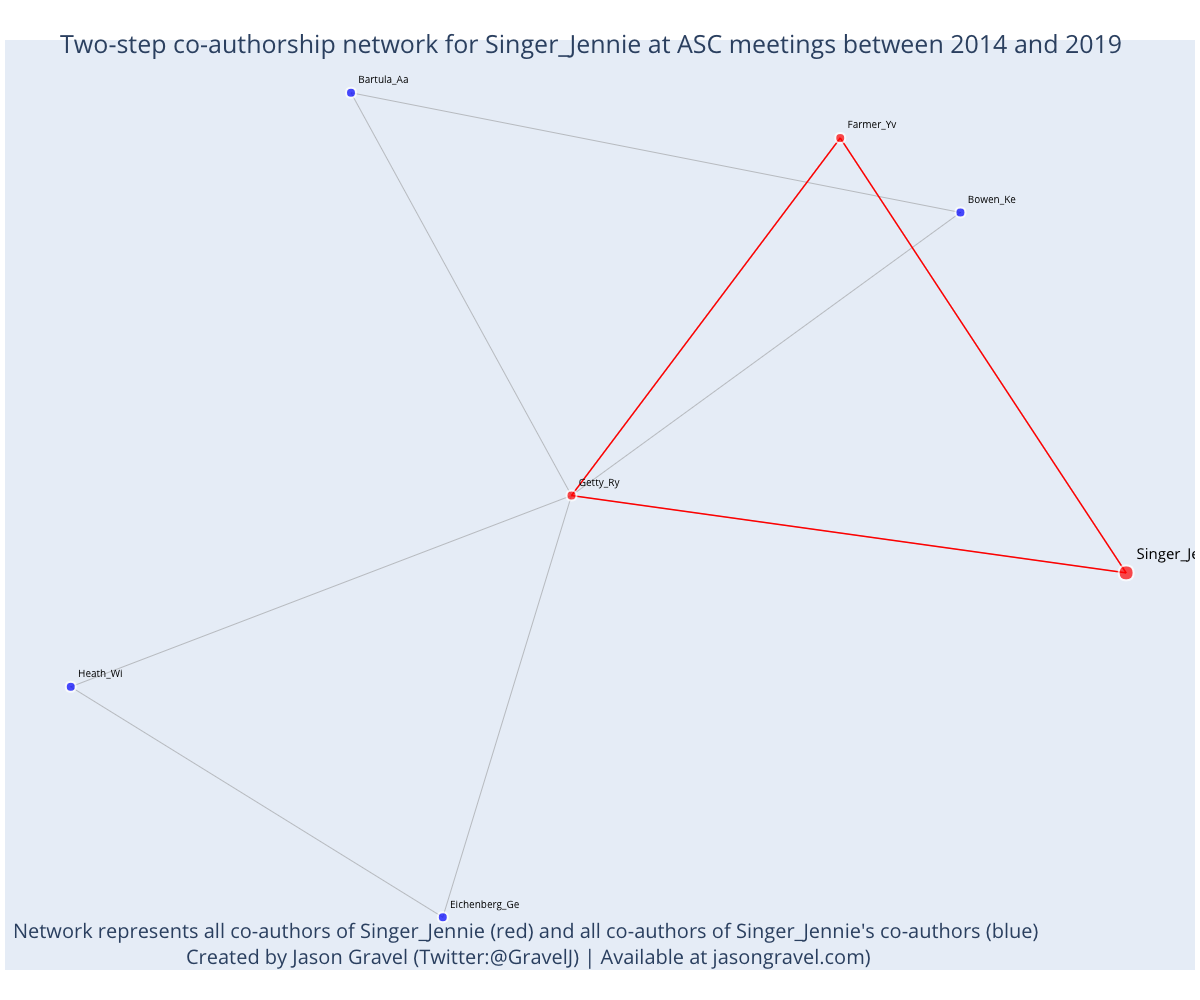 Two-step co-authorship network for Singer_Jennie at ASC meetings between 2014 and 2019
Bartula_Aa
Farmer_Yv
Bowen_Ke
Getty_Ry
Singer_Je
Heath_Wi
Eichenberg_Ge
Network represents all co-authors of Singer_Jennie (red) and all co-authors of Singer_Jennie's co-authors (blue)
Created by Jason Gravel (Twitter:@GravelJ) | Available at jasongravel.com)